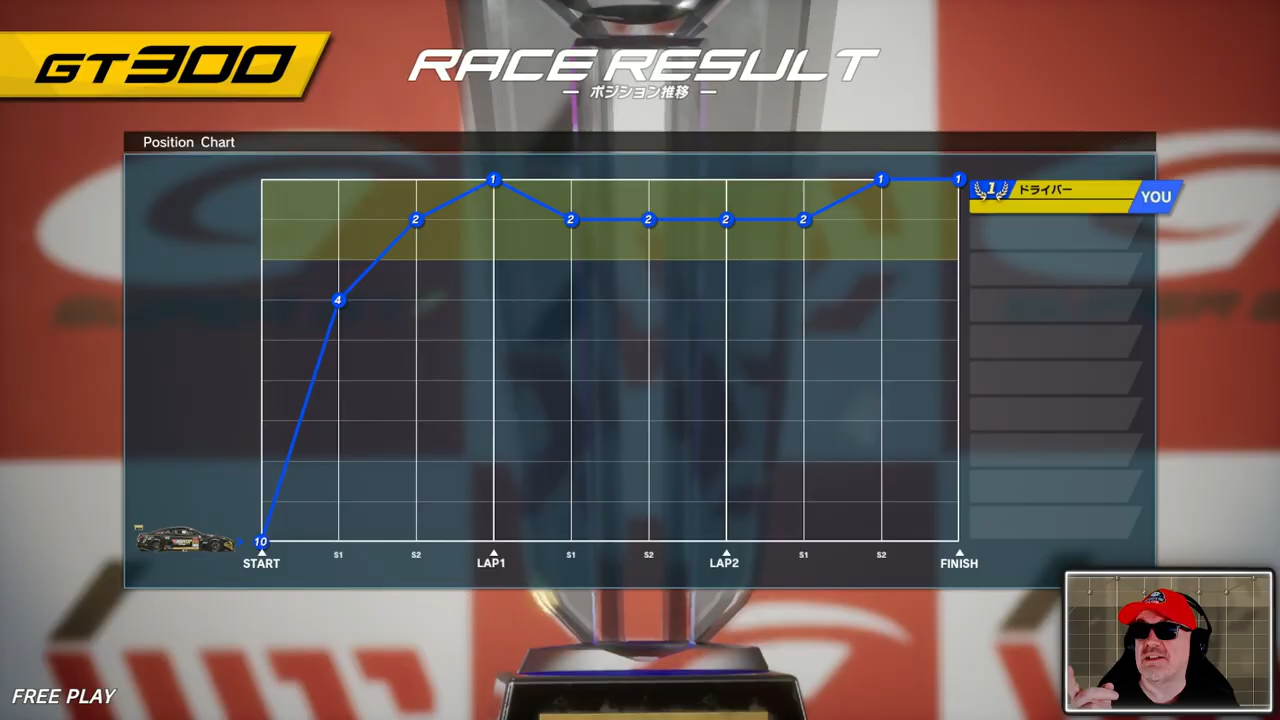 GT300
RACE RESULT
ポジション推移
Position Chart
1
1
1
1 ドライバー YOU
2
2
2
2
2
4
10
S1
S2
S1
S2
S1
S2
START
LAP1
LAP2
FINISH
FREE PLAY